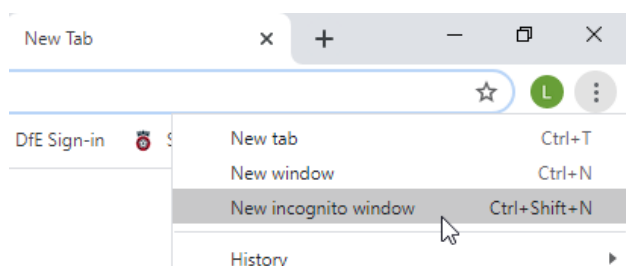 New Tab
L
DfE Sign-in
New tab Ctrl+T
New window Ctrl+N
New incognito window Ctrl+Shift+N
History